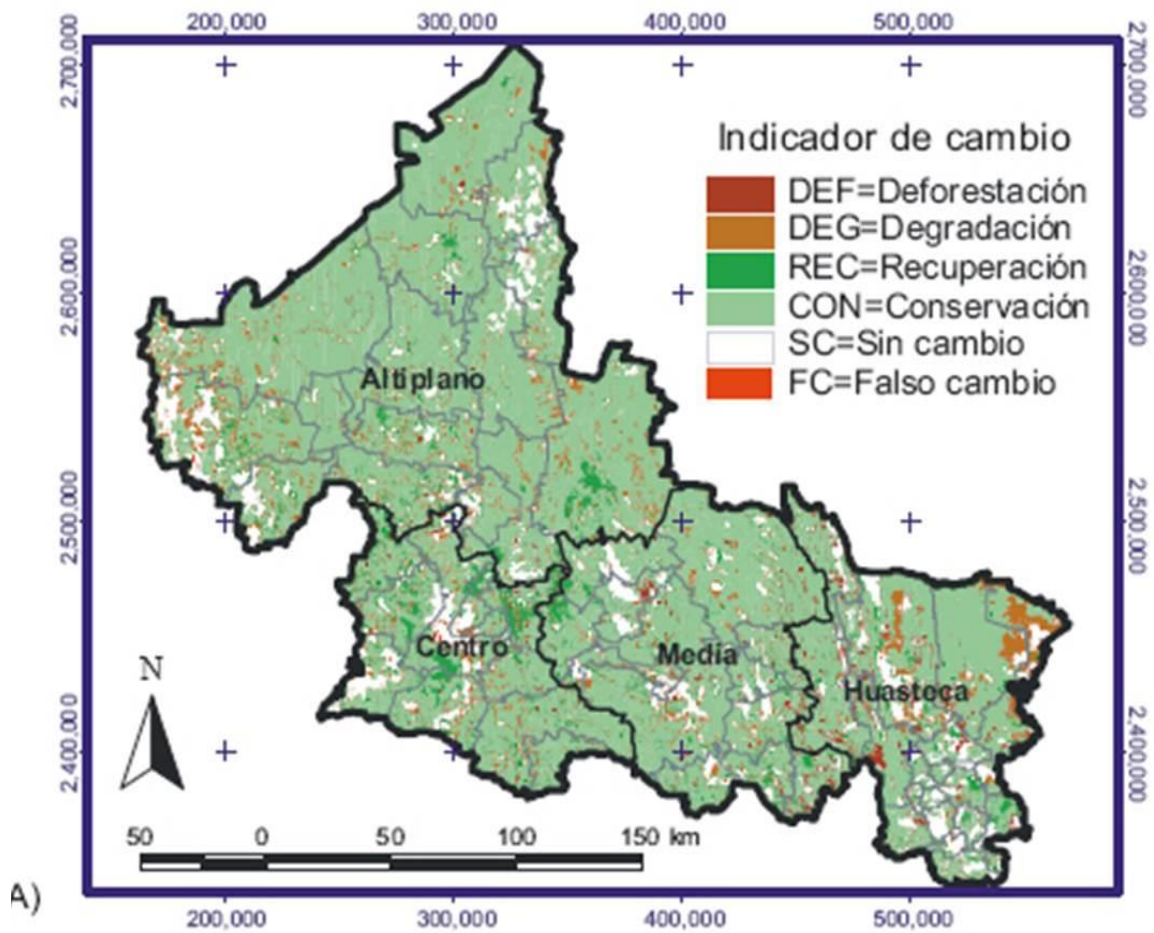 200,000 300,000 400,000 500,000
2,700,000
2,600,000
2,500,000
2,400,000
2,700,000
2,600,000
2,500,000
2,400,000
Indicador de cambio
DEF=Deforestación
DEG=Degradación
REC=Recuperación
CON=Conservación
SC=Sin cambio
FC=Falso cambio
Altiplano
Centro
Media
Huasteca
N
50 0 50 100 150 km
A)
200,000 300,000 400,000 500,000